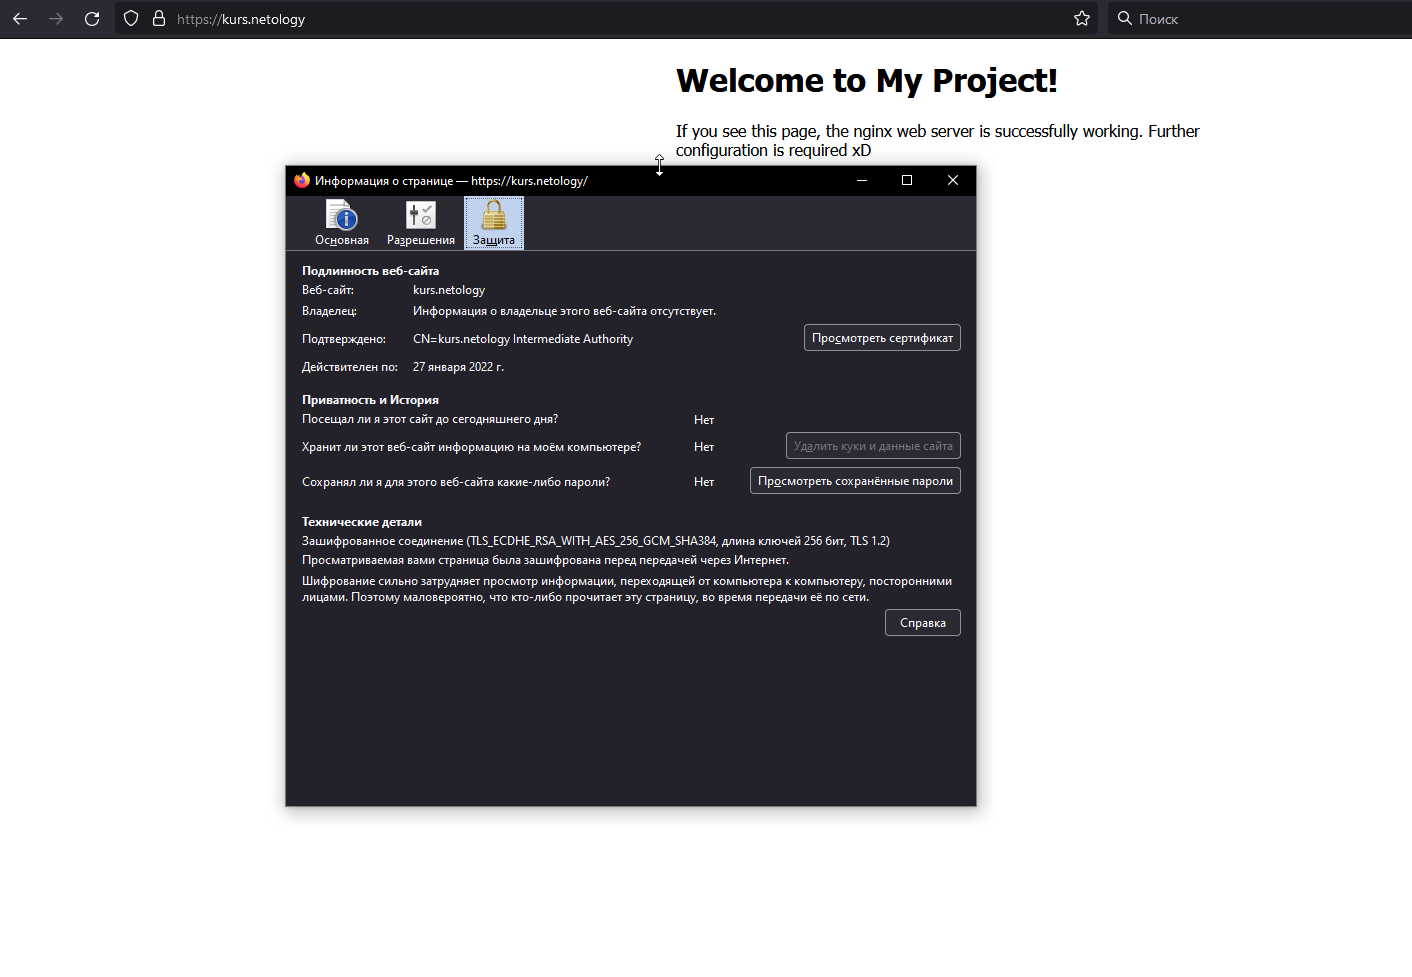 https://kurs.netology
Поиск
Welcome to My Project!
If you see this page, the nginx web server is successfully working. Further
configuration is required xD
Информация о странице — https://kurs.netology/
Основная Разрешения Защита
Подлинность веб-сайта
Веб-сайт: kurs.netology
Владелец: Информация о владельце этого веб-сайта отсутствует.
Подтверждено: CN=kurs.netology Intermediate Authority Просмотреть сертификат
Действителен по: 27 января 2022 г.
Приватность и История
Посещал ли я этот сайт до сегодняшнего дня? Нет
Хранит ли этот веб-сайт информацию на моём компьютере? Нет Удалить куки и данные сайта
Сохранял ли я для этого веб-сайта какие-либо пароли? Нет Просмотреть сохранённые пароли
Технические детали
Зашифрованное соединение (TLS_ECDHE_RSA_WITH_AES_256_GCM_SHA384, длина ключей 256 бит, TLS 1.2)
Просматриваемая вами страница была зашифрована перед передачей через Интернет.
Шифрование сильно затрудняет просмотр информации, переходящей от компьютера к компьютеру, посторонними
лицами. Поэтому маловероятно, что кто-либо прочитает эту страницу, во время передачи её по сети.
Справка